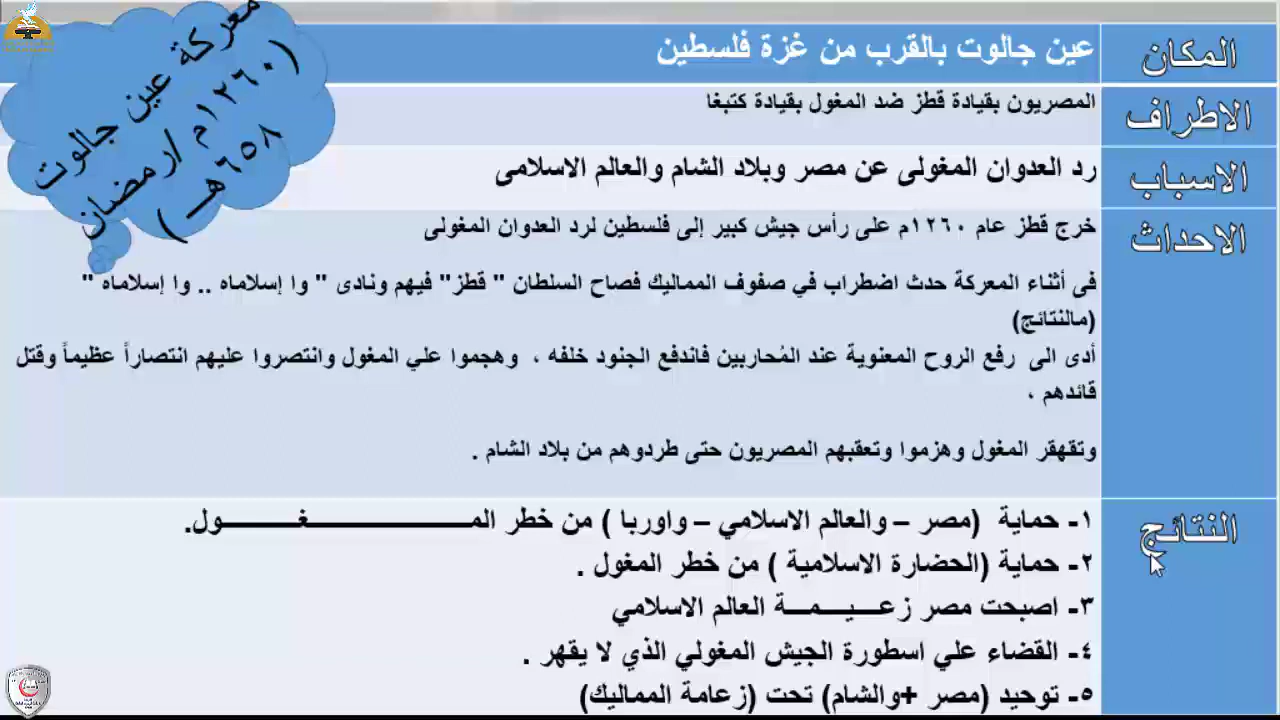 معركة عين جالوت
(١٢٦٠م /رمضان
٦٥٨هـ )
المكان
عين جالوت بالقرب من غزة فلسطين
الاطراف
المصريون بقيادة قطز ضد المغول بقيادة كتبغا
الاسباب
رد العدوان المغولى عن مصر وبلاد الشام والعالم الاسلامى
الاحداث
خرج قطز عام ١٢٦٠م على رأس جيش كبير إلى فلسطين لرد العدوان المغولى
فى أثناء المعركة حدث اضطراب في صفوف المماليك فصاح السلطان " قطز" فيهم ونادى " وا إسلاماه .. وا إسلاماه "
(مالنتائج)
أدى الى رفع الروح المعنوية عند المُحاربين فاندفع الجنود خلفه ، وهجموا علي المغول وانتصروا عليهم انتصاراً عظيماً وقتل
قائدهم ،
وتقهقر المغول وهزموا وتعقبهم المصريون حتى طردوهم من بلاد الشام .
النتائج
١- حماية (مصر – والعالم الاسلامي – واوربا ) من خطر المــــــــــــــغـــــــــول.
٢- حماية (الحضارة الاسلامية ) من خطر المغول .
٣- اصبحت مصر زعـــيـــمـــة العالم الاسلامي
٤- القضاء علي اسطورة الجيش المغولي الذي لا يقهر .
٥- توحيد (مصر +والشام) تحت (زعامة المماليك)